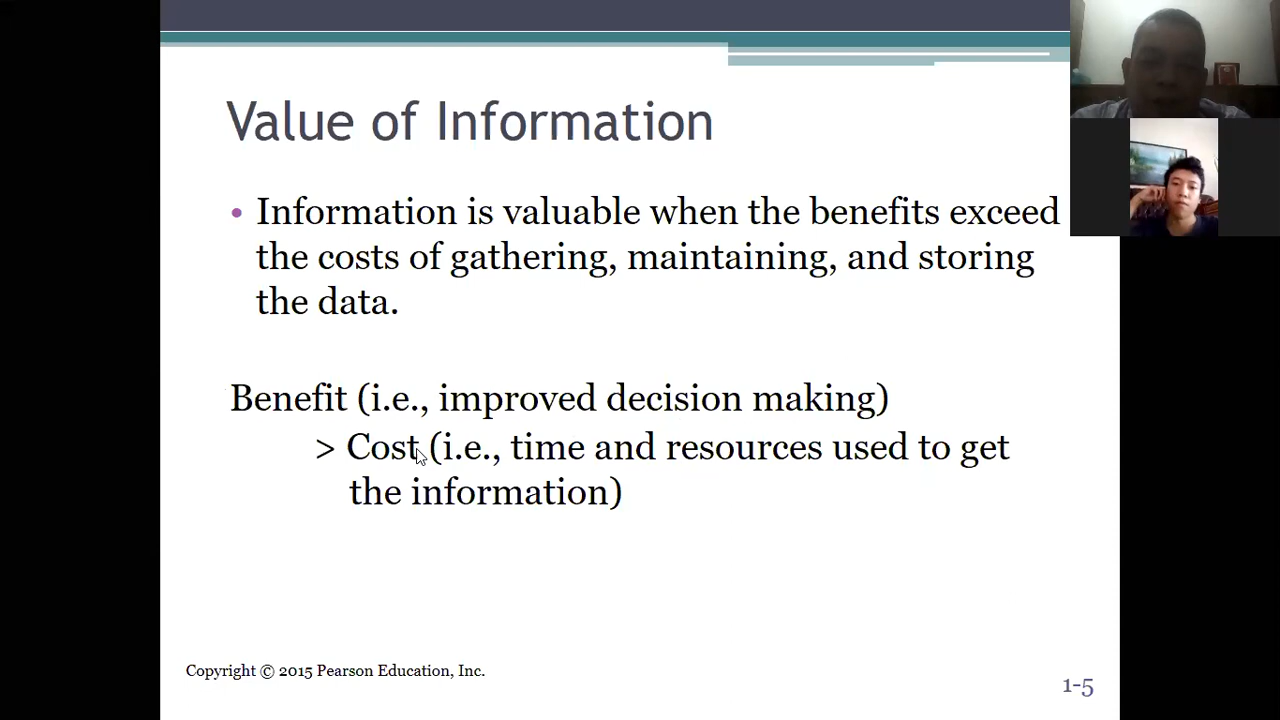 Value of Information
• Information is valuable when the benefits exceed
the costs of gathering, maintaining, and storing
the data.
Benefit (i.e., improved decision making)
> Cost (i.e., time and resources used to get
the information)
Copyright © 2015 Pearson Education, Inc.
1-5